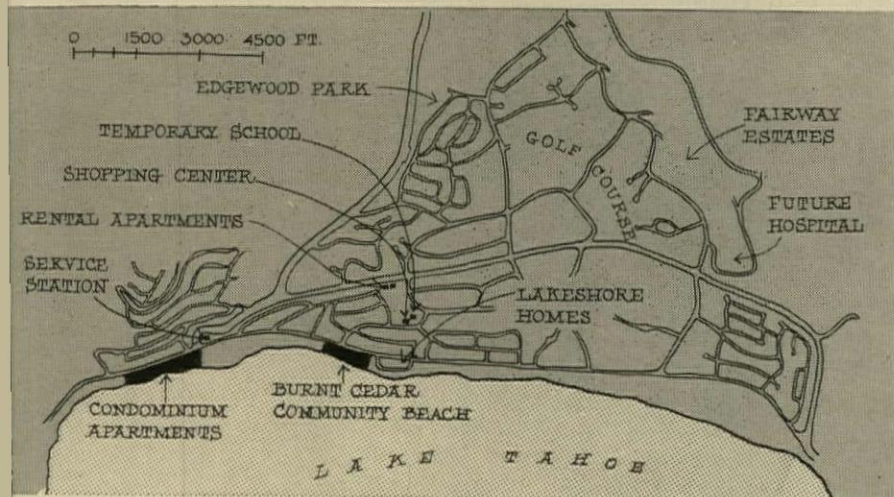 0 1500 3000 4500 FT.
EDGEWOOD PARK
TEMPORARY SCHOOL
SHOPPING CENTER
RENTAL APARTMENTS
SERVICE
STATION
GOLF
COURSE
FAIRWAY
ESTATES
FUTURE
HOSPITAL
LAKESHORE
HOMES
CONDOMINIUM
APARTMENTS
BURNT CEDAR
COMMUNITY BEACH
LAKE TAHOE